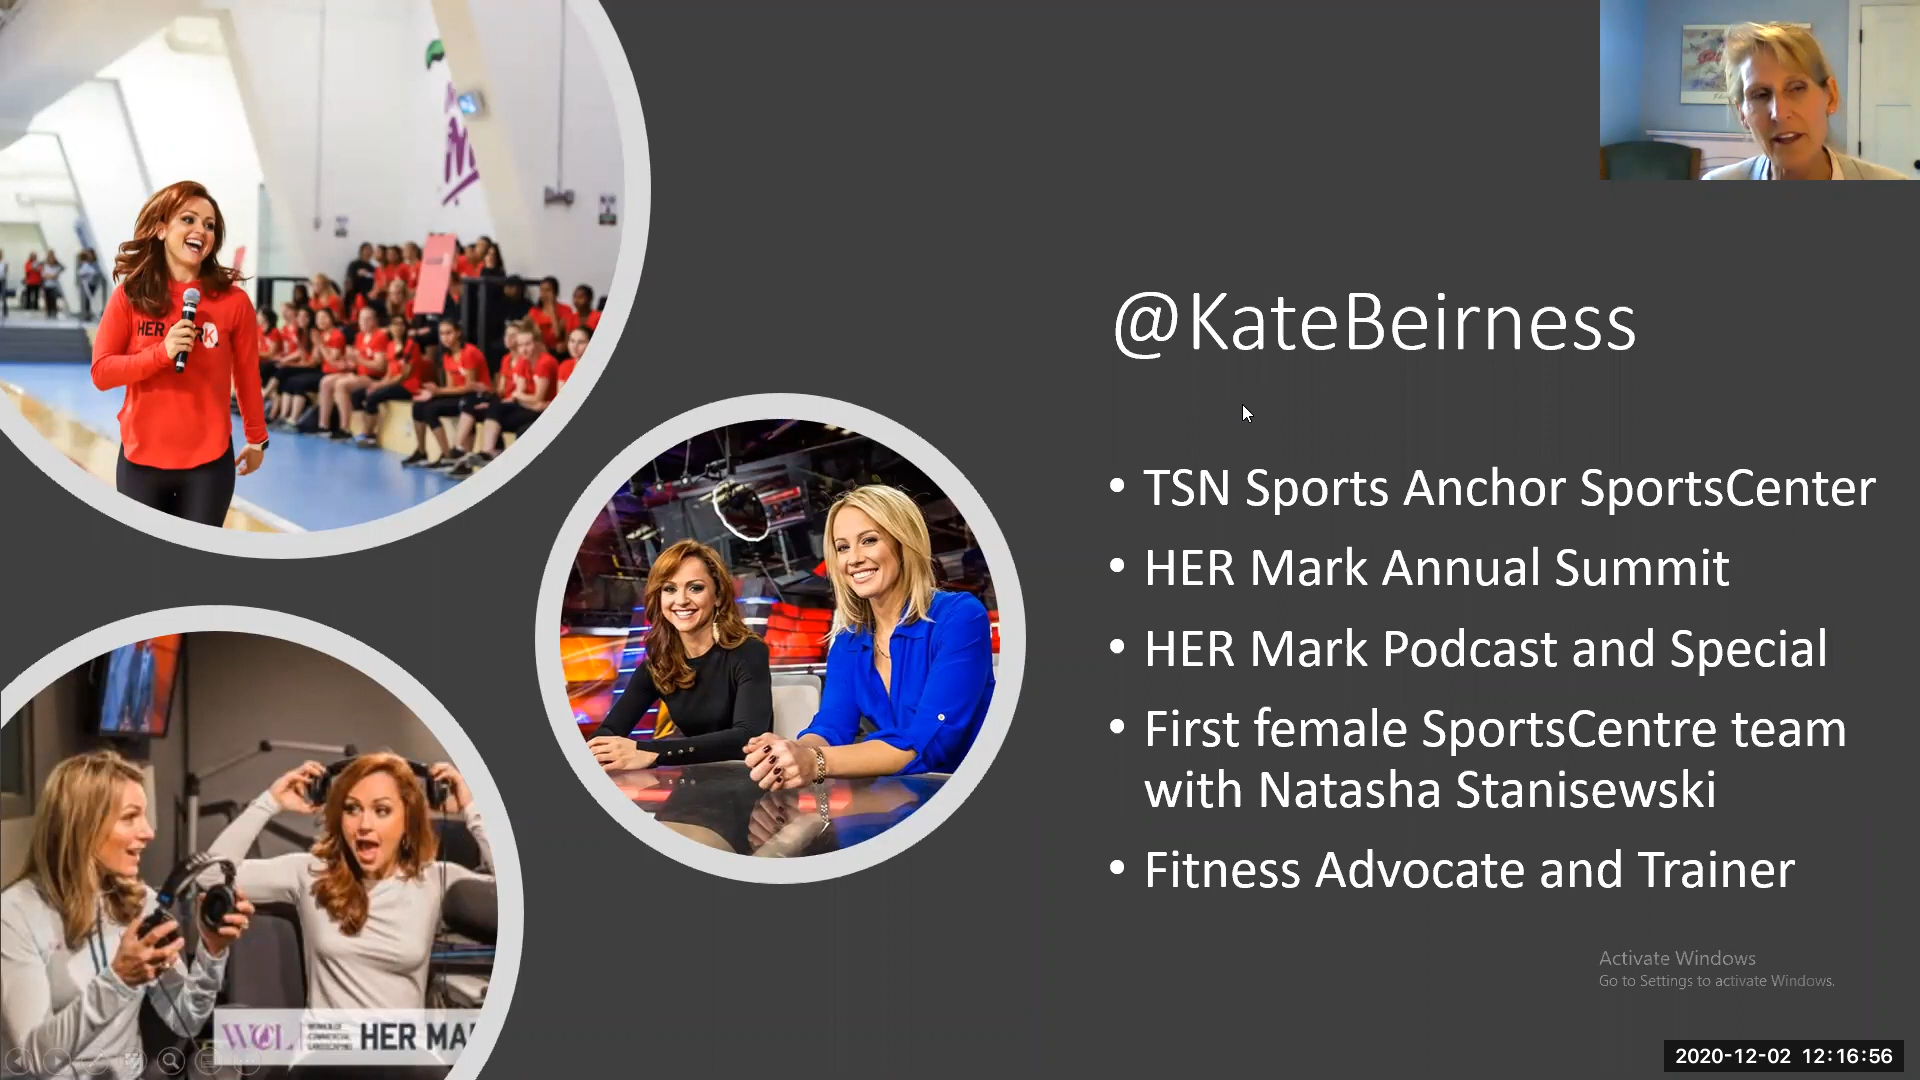 @KateBeirness
• TSN Sports Anchor SportsCenter
• HER Mark Annual Summit
• HER Mark Podcast and Special
• First female SportsCentre team
with Natasha Stanisewski
• Fitness Advocate and Trainer
HER MARK
WCL HER MA
Activate Windows
Go to Settings to activate Windows.
2020-12-02 12:16:56